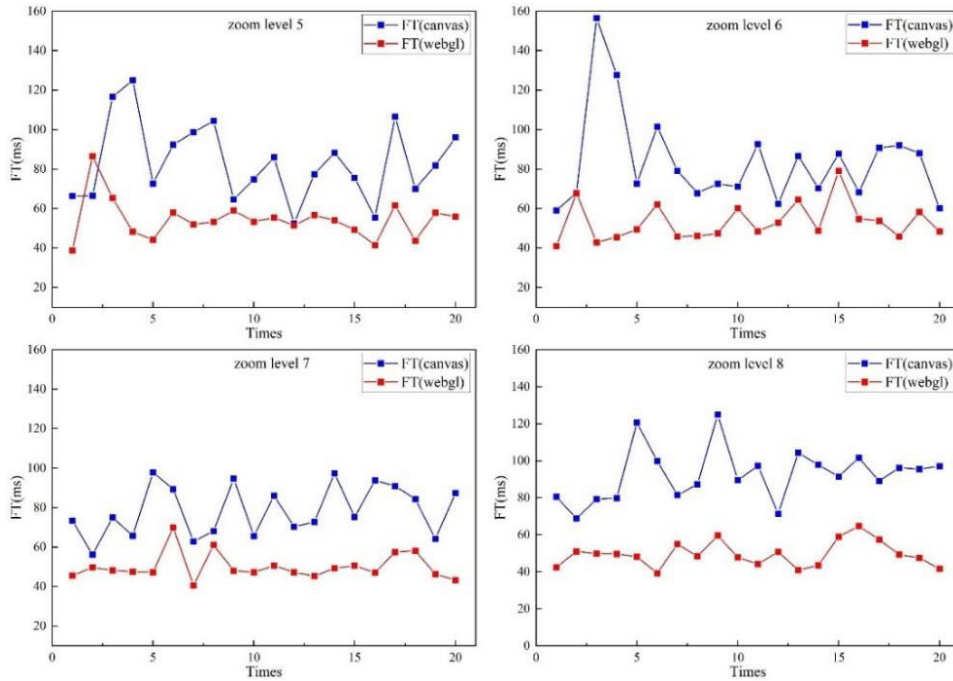 zoom level 5
FT(canvas)
FT(webgl)
FT(ms)
160
140
120
100
80
60
40
20
0 5 10 15 20
Times
zoom level 6
FT(canvas)
FT(webgl)
FT(ms)
160
140
120
100
80
60
40
20
0 5 10 15 20
Times
zoom level 7
FT(canvas)
FT(webgl)
FT(ms)
160
140
120
100
80
60
40
20
0 5 10 15 20
Times
zoom level 8
FT(canvas)
FT(webgl)
FT(ms)
160
140
120
100
80
60
40
20
0
0 5 10 15 20
Times